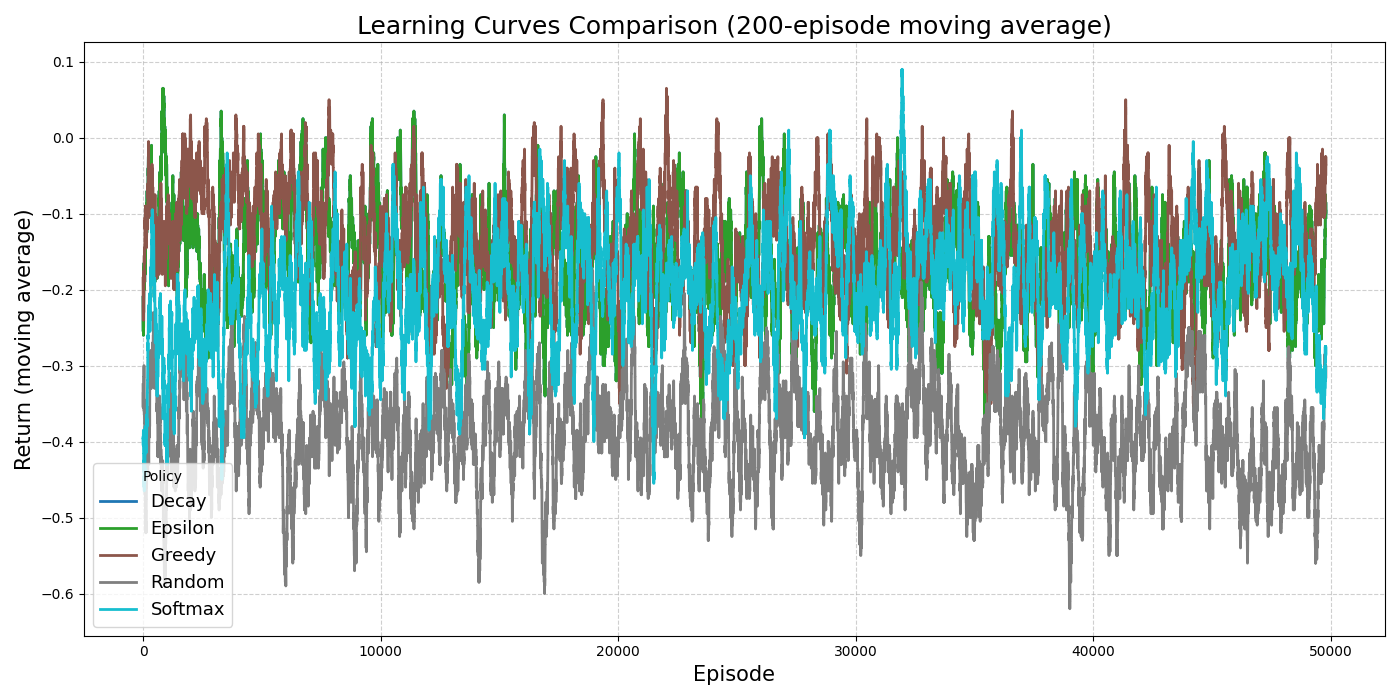 Learning Curves Comparison (200-episode moving average)
Return (moving average)
0.1
0.0
−0.1
−0.2
−0.3
−0.4
−0.5
−0.6
Policy
Decay
Epsilon
Greedy
Random
Softmax
0 10000 20000 30000 40000 50000
Episode